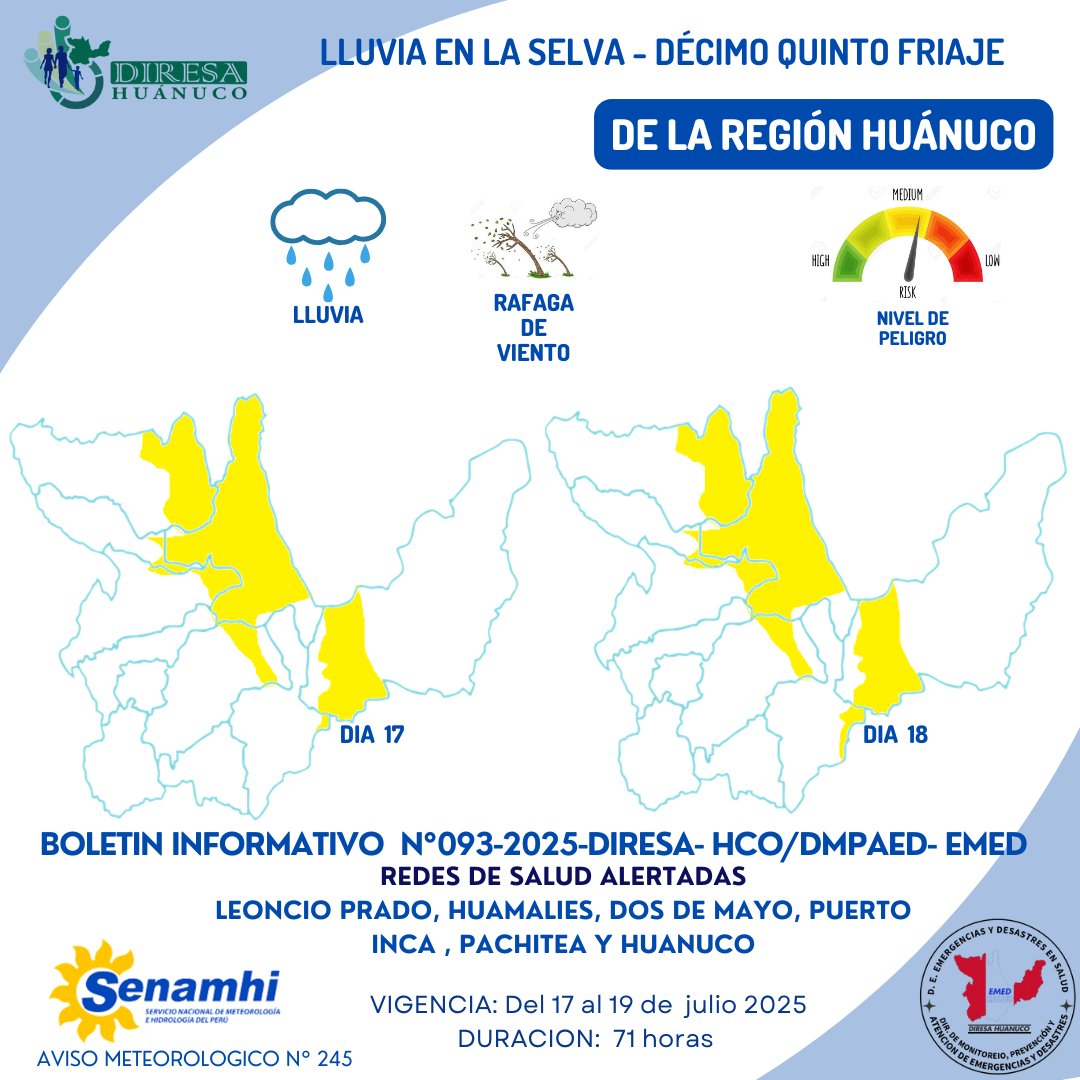 DIRESA
HUÁNUCO
LLUVIA EN LA SELVA - DÉCIMO QUINTO FRIAJE
DE LA REGIÓN HUÁNUCO
LLUVIA
RAFAGA
DE
VIENTO
MEDIUM
HIGH
LOW
RISK
NIVEL DE
PELIGRO
DIA 17
DIA 18
BOLETIN INFORMATIVO N°093-2025-DIRESA- HCO/DMPAED- EMED
REDES DE SALUD ALERTADAS
LEONCIO PRADO, HUAMALIES, DOS DE MAYO, PUERTO
INCA , PACHITEA Y HUANUCO
Senamhi
SERVICIO NACIONAL DE METEOROLOGÍA
E HIDROLOGÍA DEL PERÚ
AVISO METEOROLOGICO N° 245
VIGENCIA: Del 17 al 19 de julio 2025
DURACION: 71 horas
D. E. EMERGENCIAS Y DESASTRES EN SALUD
EMED
DIRESA HUANUCO
DIR. DE MONITOREIO, PREVENCIÓN Y
ATENCION DE EMERGENCIAS Y DESASTRES